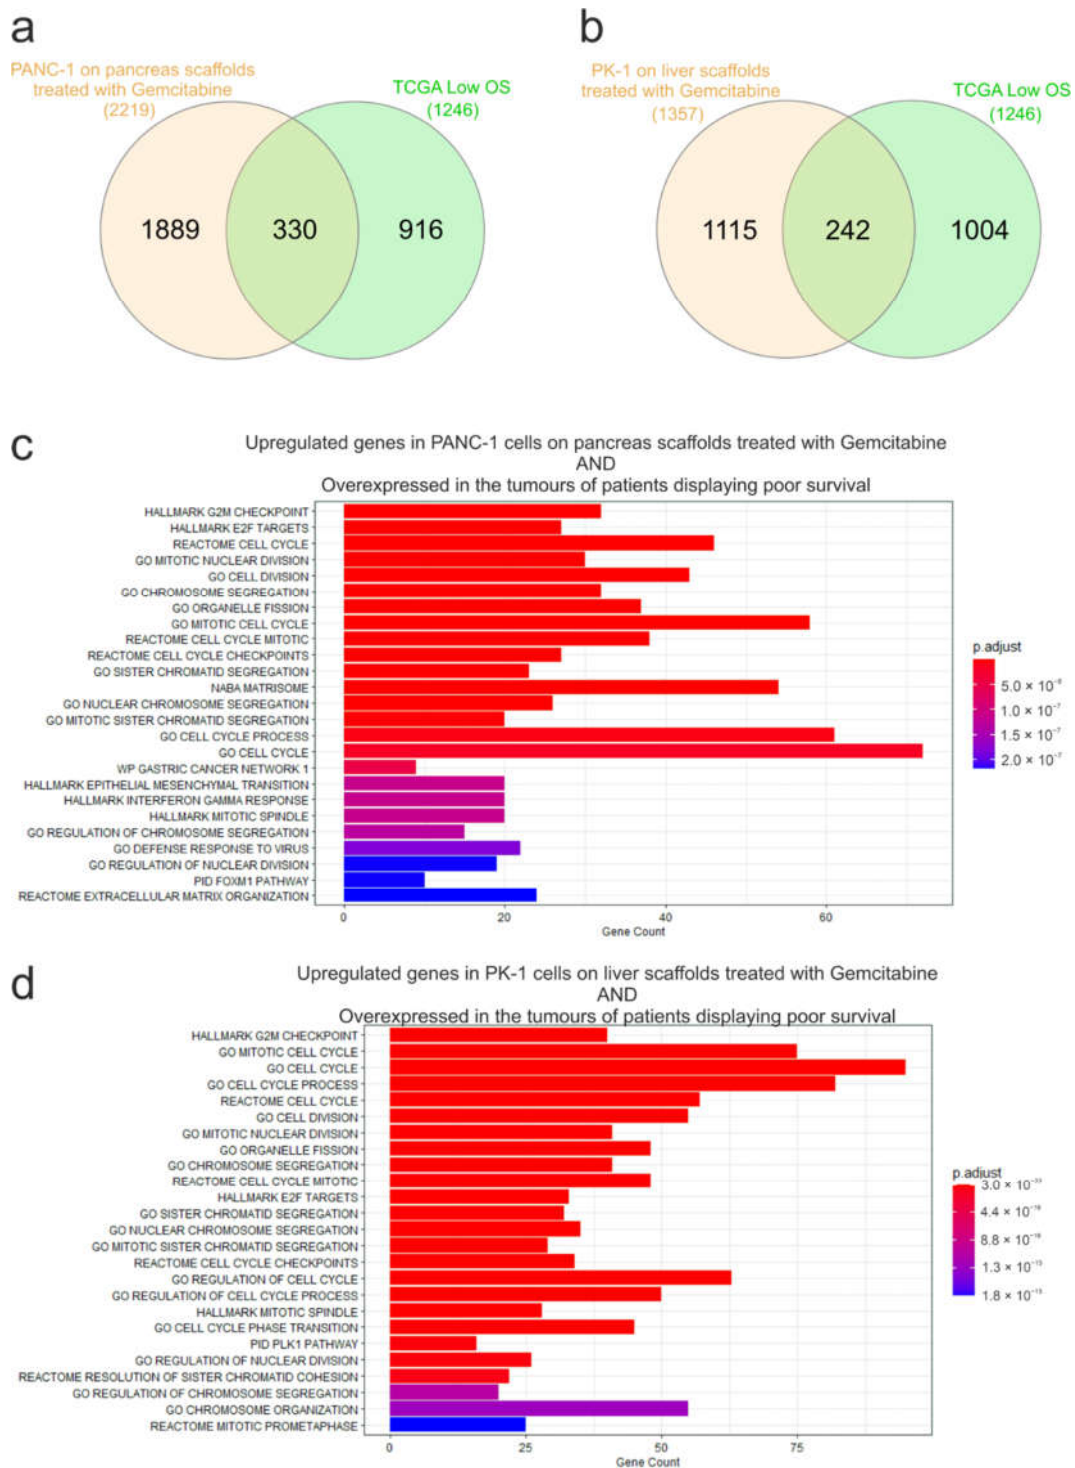 a
PANC-1 on pancreas scaffolds
treated with Gemcitabine
(2219)
TCGA Low OS
(1246)
1889
330
916
b
PK-1 on liver scaffolds
treated with Gemcitabine
(1357)
TCGA Low OS
(1246)
1115
242
1004
c
Upregulated genes in PANC-1 cells on pancreas scaffolds treated with Gemcitabine
AND
Overexpressed in the tumours of patients displaying poor survival
HALLMARK G2M CHECKPOINT
HALLMARK E2F TARGETS
REACTOME CELL CYCLE
GO MITOTIC NUCLEAR DIVISION
GO CELL DIVISION
GO CHROMOSOME SEGREGATION
GO ORGANELLE FISSION
GO MITOTIC CELL CYCLE
REACTOME CELL CYCLE MITOTIC
REACTOME CELL CYCLE CHECKPOINTS
GO SISTER CHROMATID SEGREGATION
NABA MATRISOME
GO NUCLEAR CHROMOSOME SEGREGATION
GO MITOTIC SISTER CHROMATID SEGREGATION
GO CELL CYCLE PROCESS
GO CELL CYCLE
WP GASTRIC CANCER NETWORK 1
HALLMARK EPITHELIAL MESENCHYMAL TRANSITION
HALLMARK INTERFERON GAMMA RESPONSE
HALLMARK MITOTIC SPINDLE
GO REGULATION OF CHROMOSOME SEGREGATION
GO DEFENSE RESPONSE TO VIRUS
GO REGULATION OF NUCLEAR DIVISION
PID FOXM1 PATHWAY
REACTOME EXTRACELLULAR MATRIX ORGANIZATION
0
20
40
60
Gene Count
p.adjust
5.0 × 10⁻⁸
1.0 × 10⁻⁷
1.5 × 10⁻⁷
2.0 × 10⁻⁷
d
Upregulated genes in PK-1 cells on liver scaffolds treated with Gemcitabine
AND
Overexpressed in the tumours of patients displaying poor survival
HALLMARK G2M CHECKPOINT
GO MITOTIC CELL CYCLE
GO CELL CYCLE
GO CELL CYCLE PROCESS
REACTOME CELL CYCLE
GO CELL DIVISION
GO MITOTIC NUCLEAR DIVISION
GO ORGANELLE FISSION
GO CHROMOSOME SEGREGATION
REACTOME CELL CYCLE MITOTIC
HALLMARK E2F TARGETS
GO SISTER CHROMATID SEGREGATION
GO NUCLEAR CHROMOSOME SEGREGATION
GO MITOTIC SISTER CHROMATID SEGREGATION
REACTOME CELL CYCLE CHECKPOINTS
GO REGULATION OF CELL CYCLE
GO REGULATION OF CELL CYCLE PROCESS
HALLMARK MITOTIC SPINDLE
GO CELL CYCLE PHASE TRANSITION
PID PLK1 PATHWAY
GO REGULATION OF NUCLEAR DIVISION
REACTOME RESOLUTION OF SISTER CHROMATID COHESION
GO REGULATION OF CHROMOSOME SEGREGATION
GO CHROMOSOME ORGANIZATION
REACTOME MITOTIC PROMETAPHASE
0
25
50
75
Gene Count
p.adjust
3.0 ×
4.4 ×
8.8 ×
1.3 ×
1.8 ×